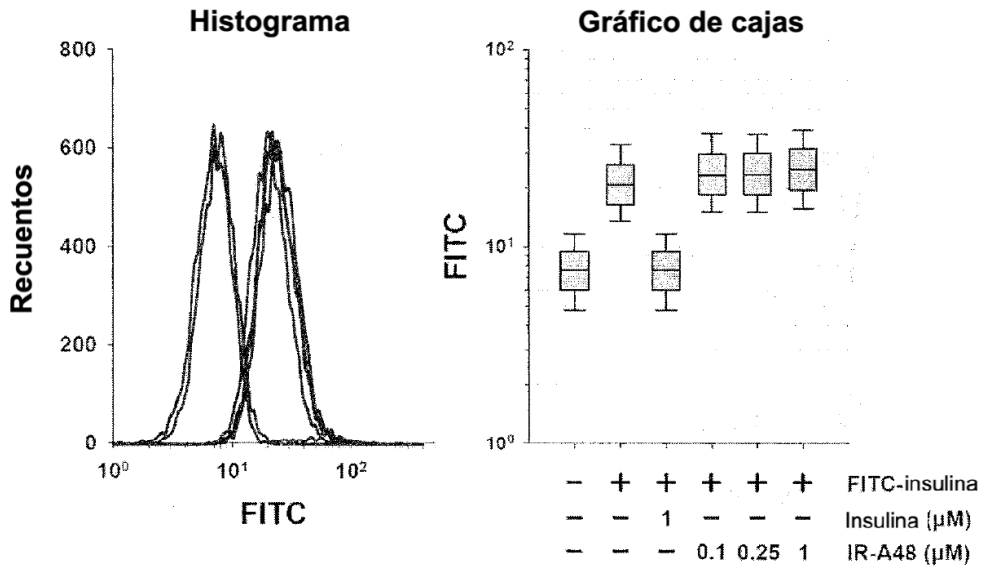 Histograma
800
600
400
200
0
Recuentos
10⁰ 10¹ 10²
FITC
Gráfico de cajas
10²
10¹
10⁰
FITC
− + + + + + FITC-insulina
− − 1 − − − Insulina (µM)
− − − 0.1 0.25 1 IR-A48 (µM)